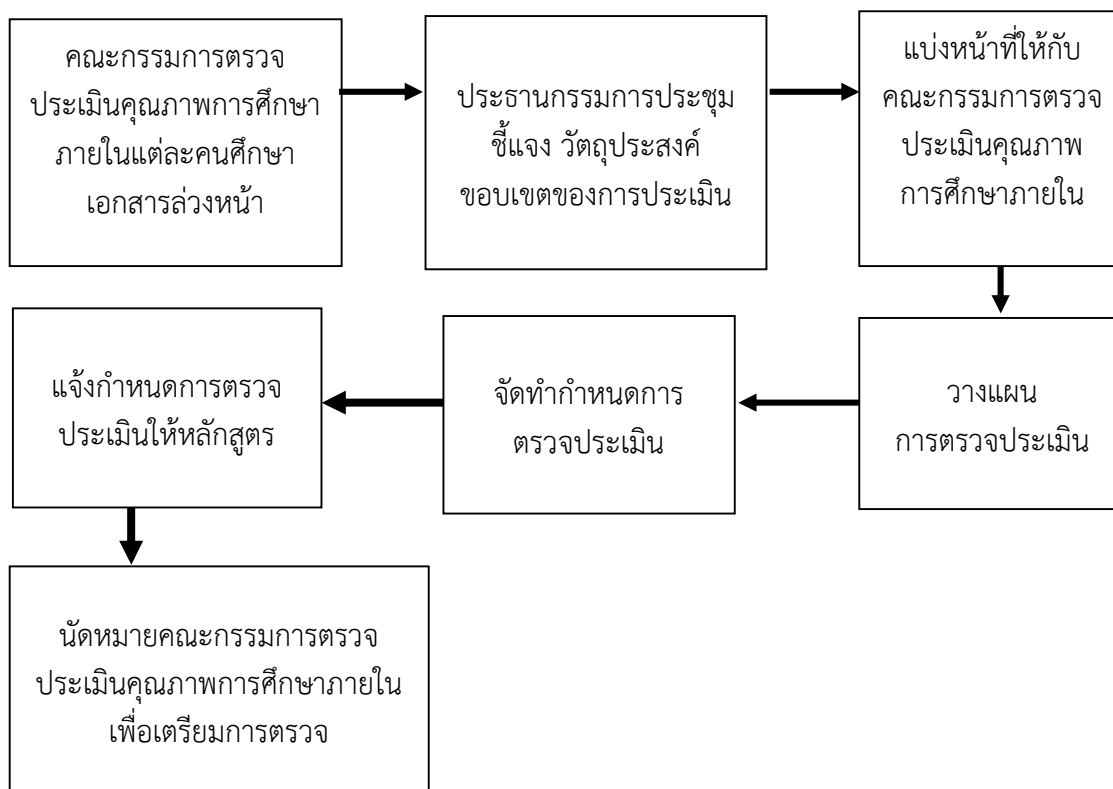 คณะกรรมการตรวจ
ประเมินคุณภาพการศึกษา
ภายในแต่ละคนศึกษา
เอกสารล่วงหน้า
ประธานกรรมการประชุม
ชี้แจง วัตถุประสงค์
ขอบเขตของการประเมิน
แบ่งหน้าที่ให้กับ
คณะกรรมการตรวจ
ประเมินคุณภาพ
การศึกษาภายใน
วางแผน
การตรวจประเมิน
จัดทำกำหนดการ
ตรวจประเมิน
แจ้งกำหนดการตรวจ
ประเมินให้หลักสูตร
นัดหมายคณะกรรมการตรวจ
ประเมินคุณภาพการศึกษาภายใน
เพื่อเตรียมการตรวจ